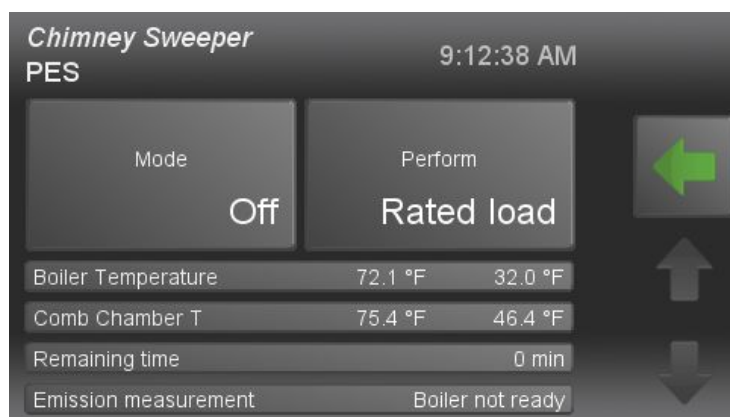 Chimney Sweeper
PES
9:12:38 AM
Mode
Off
Perform
Rated load
Boiler Temperature 72.1 °F 32.0 °F
Comb Chamber T 75.4 °F 46.4 °F
Remaining time 0 min
Emission measurement Boiler not ready